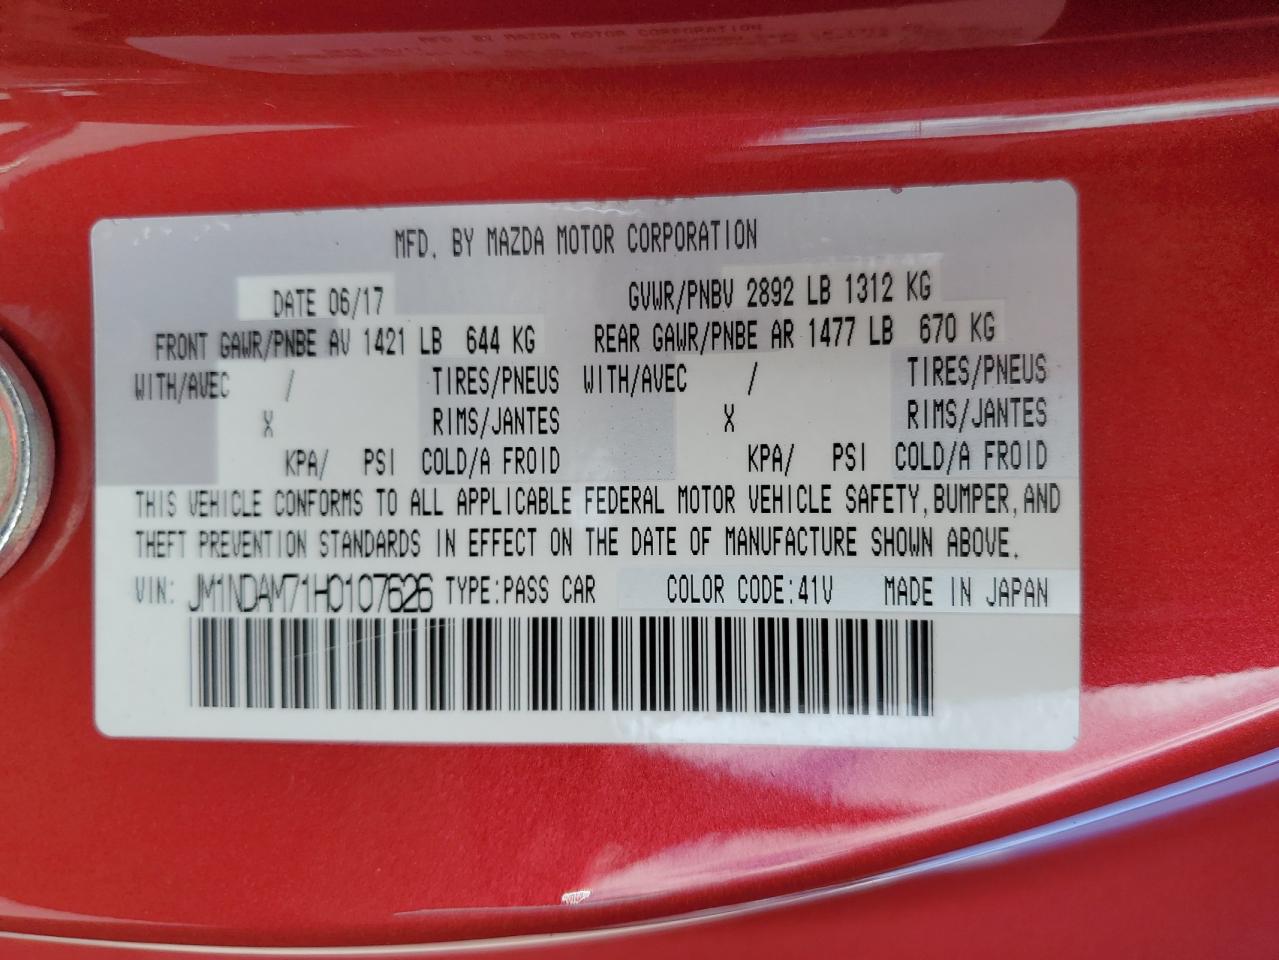 MFD. BY MAZDA MOTOR CORPORATION
DATE 06/17 GVWR/PNBV 2892 LB 1312 KG
FRONT GAWR/PNBE AV 1421 LB 644 KG REAR GAWR/PNBE AR 1477 LB 670 KG
WITH/AVEC / TIRES/PNEUS WITH/AVEC / TIRES/PNEUS
X RIMS/JANTES X RIMS/JANTES
KPA/ PSI COLD/A FROID KPA/ PSI COLD/A FROID
THIS VEHICLE CONFORMS TO ALL APPLICABLE FEDERAL MOTOR VEHICLE SAFETY, BUMPER, AND
THEFT PREVENTION STANDARDS IN EFFECT ON THE DATE OF MANUFACTURE SHOWN ABOVE.
VIN: JM1NDAM71H0107626 TYPE:PASS CAR COLOR CODE:41V MADE IN JAPAN